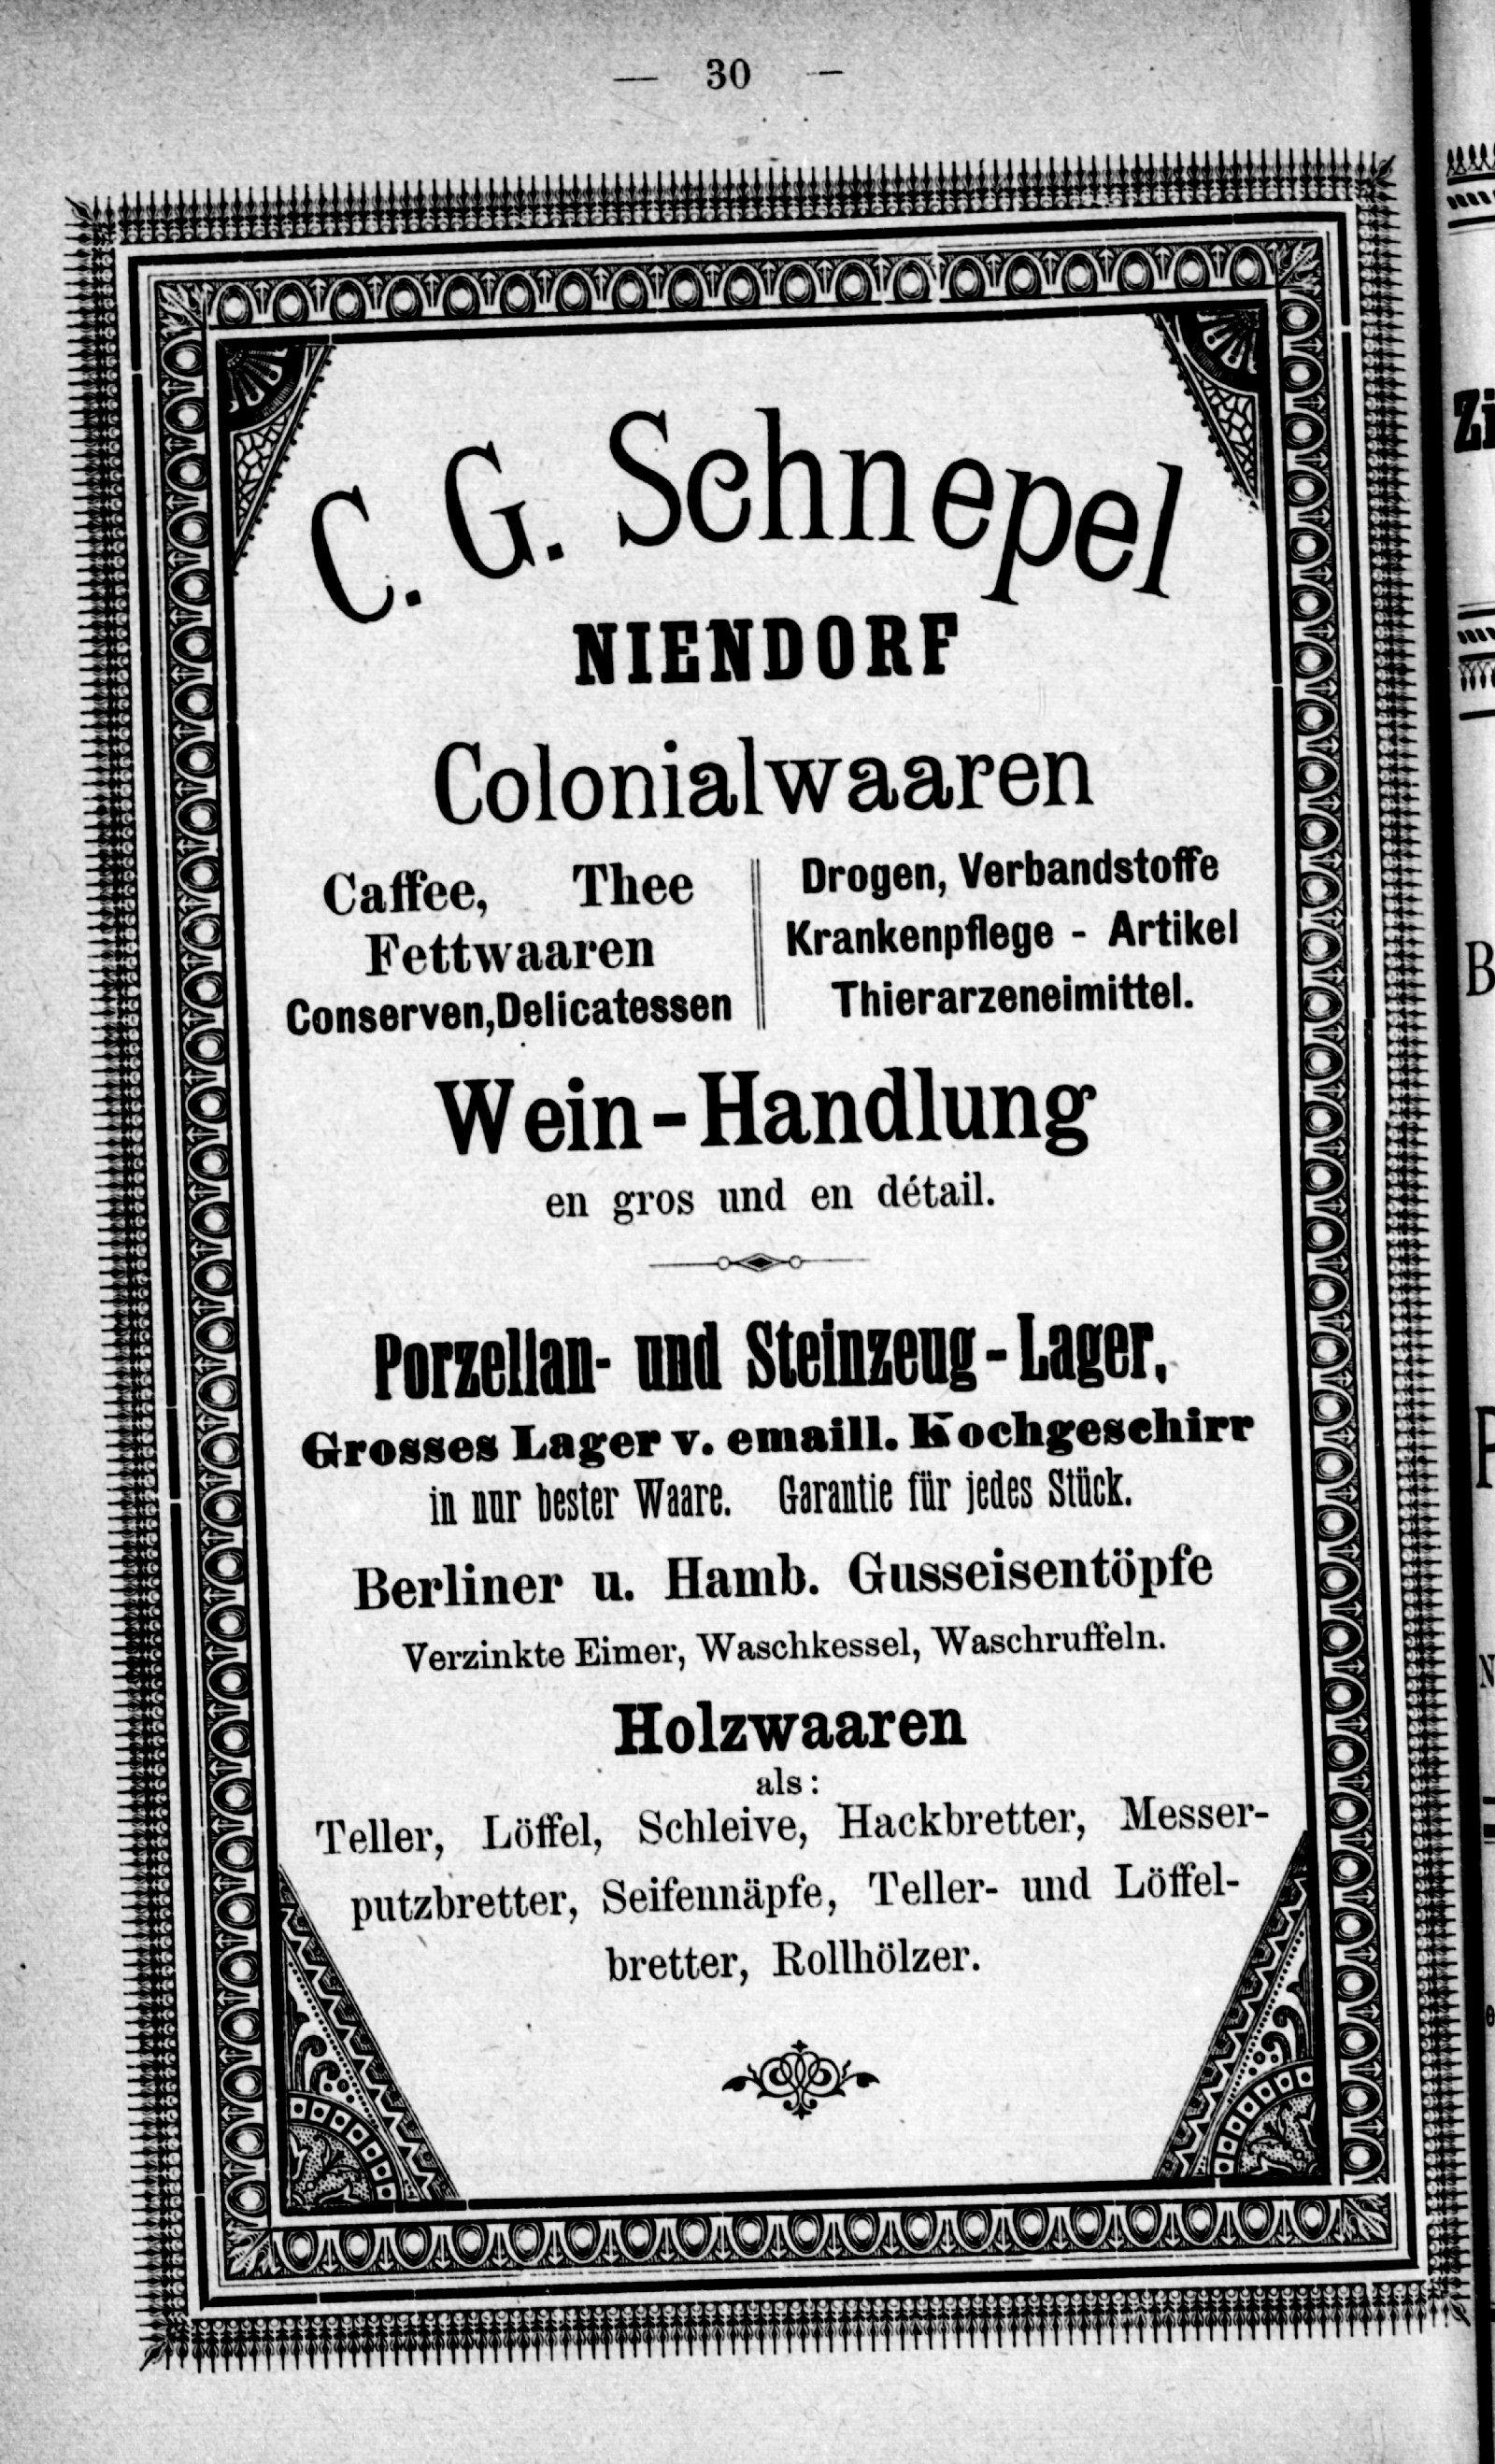 — 30 —
C. G. Schnepel
NIENDORF
Colonialwaaren
Caffee, Thee
Fettwaaren
Conserven, Delicatessen
Drogen, Verbandstoffe
Krankenpflege - Artikel
Thierarzeneimittel.
Wein-Handlung
en gros und en détail.
Porzellan- und Steinzeug-Lager,
Grosses Lager v. emaill. Kochgeschirr
in nur bester Waare. Garantie für jedes Stück.
Berliner u. Hamb. Gusseisentöpfe
Verzinkte Eimer, Waschkessel, Waschruffeln.
Holzwaaren
als:
Teller, Löffel, Schleive, Hackbretter, Messer-
putzbretter, Seifennäpfe, Teller- und Löffel-
bretter, Rollhölzer.